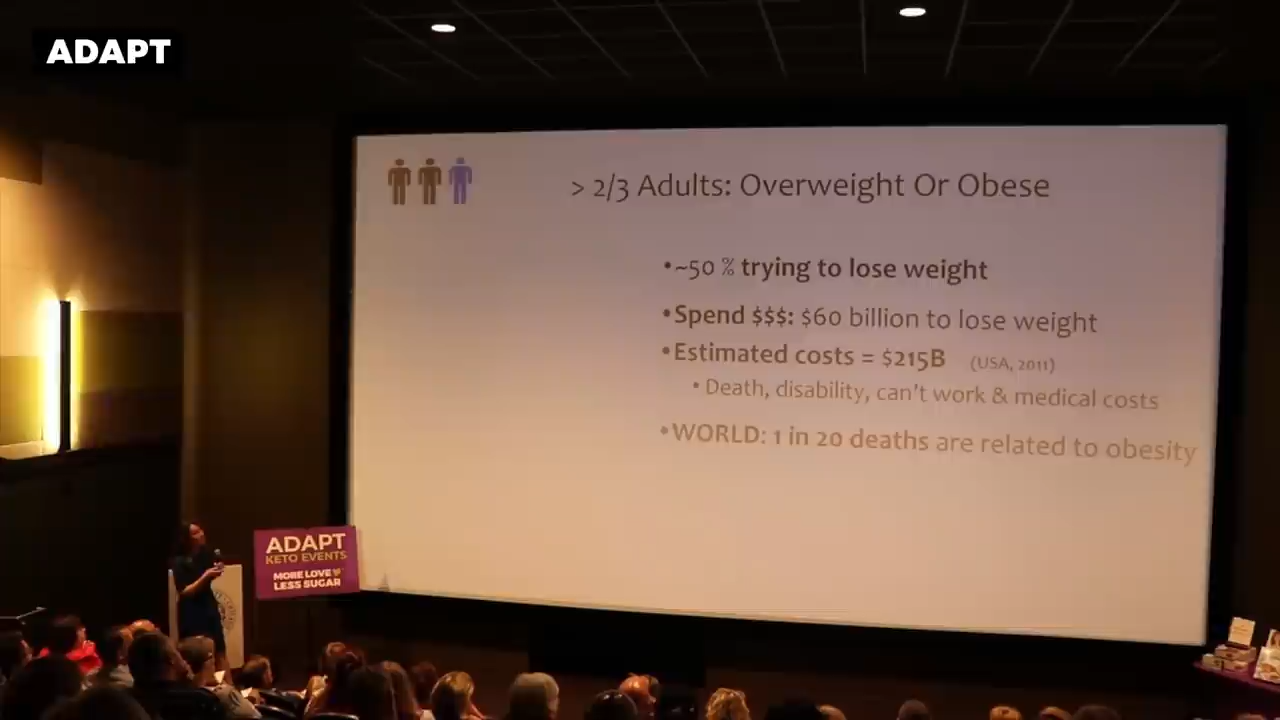 ADAPT
> 2/3 Adults: Overweight Or Obese
•~50 % trying to lose weight
•Spend $$$: $60 billion to lose weight
•Estimated costs = $215B (USA, 2011)
• Death, disability, can't work & medical costs
•WORLD: 1 in 20 deaths are related to obesity
ADAPT
KETO EVENTS
MORE LOVE
LESS SUGAR